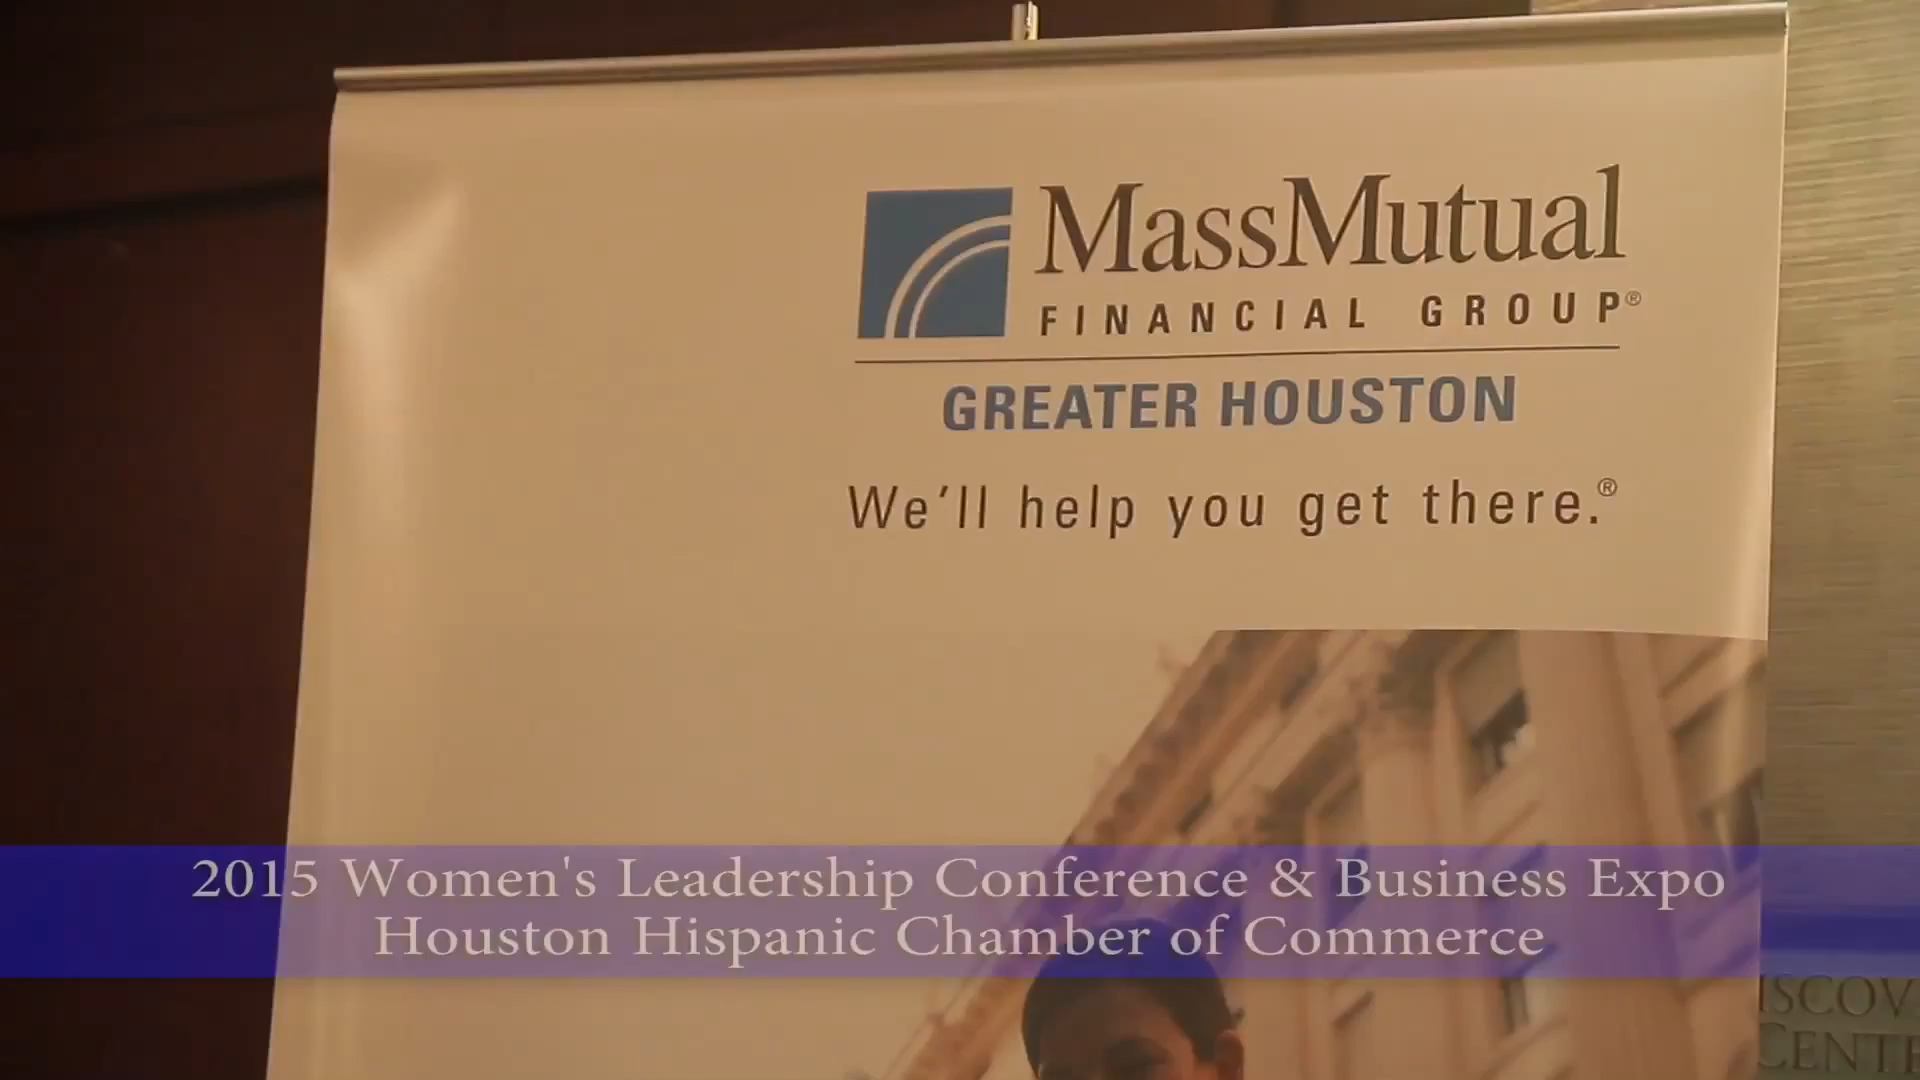 MassMutual
FINANCIAL GROUP®
GREATER HOUSTON
We'll help you get there.®
2015 Women's Leadership Conference & Business Expo
Houston Hispanic Chamber of Commerce